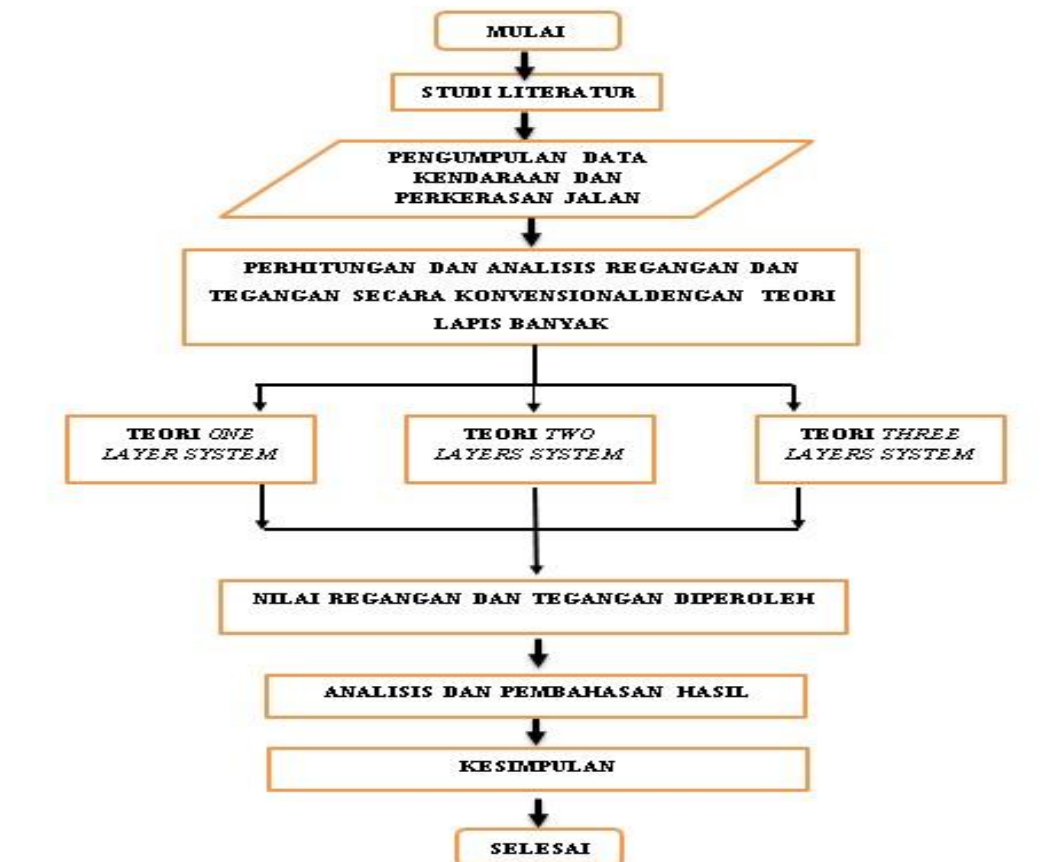 MULAI
STUDI LITERATUR
PENGUMPULAN DATA
KENDARAAN DAN
PERKERASAN JALAN
PERHITUNGAN DAN ANALISIS REGANGAN DAN
TEGANGAN SECARA KONVENSIONALDENGAN TEORI
LAPIS BANYAK
TEORI ONE
LAYER SYSTEM
TEORI TWO
LAYERS SYSTEM
TEORI THREE
LAYERS SYSTEM
NILAI REGANGAN DAN TEGANGAN DIPEROLEH
ANALISIS DAN PEMBAHASAN HASIL
KESIMPULAN
SELESAI